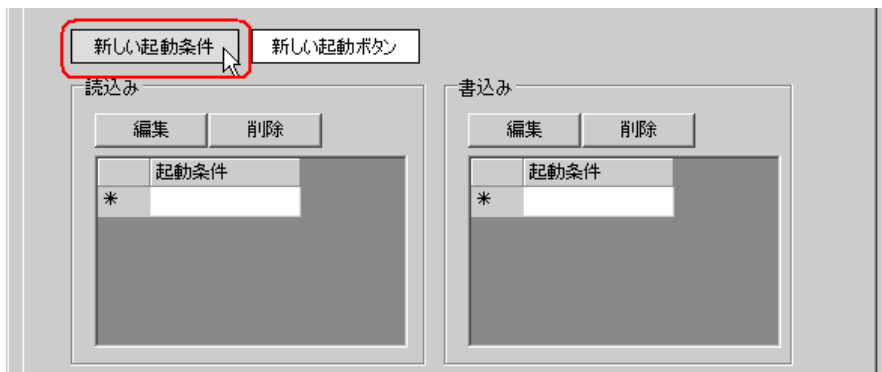 新しい起動条件 新しい起動ボタン
読込み 書込み
編集 削除 編集 削除
起動条件 起動条件
* *